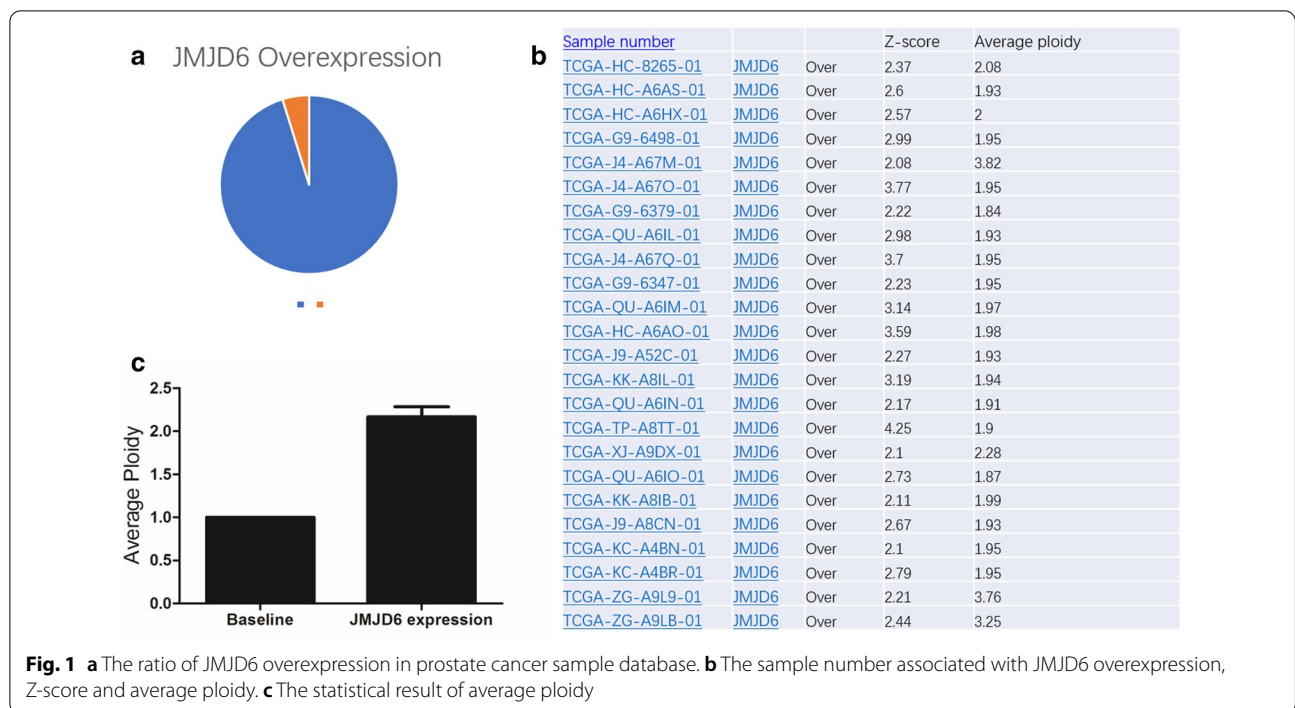 a JMJD6 Overexpression
b
Sample number Z-score Average ploidy
TCGA-HC-8265-01 JMJD6 Over 2.37 2.08
TCGA-HC-A6AS-01 JMJD6 Over 2.6 1.93
TCGA-HC-A6HX-01 JMJD6 Over 2.57 2
TCGA-G9-6498-01 JMJD6 Over 2.99 1.95
TCGA-J4-A67M-01 JMJD6 Over 2.08 3.82
TCGA-J4-A67O-01 JMJD6 Over 3.77 1.95
TCGA-G9-6379-01 JMJD6 Over 2.22 1.84
TCGA-QU-A6IL-01 JMJD6 Over 2.98 1.93
TCGA-J4-A67Q-01 JMJD6 Over 3.7 1.95
TCGA-G9-6347-01 JMJD6 Over 2.23 1.95
TCGA-QU-A6IM-01 JMJD6 Over 3.14 1.97
TCGA-HC-A6AO-01 JMJD6 Over 3.59 1.98
TCGA-J9-A52C-01 JMJD6 Over 2.27 1.93
TCGA-KK-A8IL-01 JMJD6 Over 3.19 1.94
TCGA-QU-A6IN-01 JMJD6 Over 2.17 1.91
TCGA-TP-A8TT-01 JMJD6 Over 4.25 1.9
TCGA-XJ-A9DX-01 JMJD6 Over 2.1 2.28
TCGA-QU-A6IO-01 JMJD6 Over 2.73 1.87
TCGA-KK-A8IB-01 JMJD6 Over 2.11 1.99
TCGA-J9-A8CN-01 JMJD6 Over 2.67 1.93
TCGA-KC-A4BN-01 JMJD6 Over 2.1 1.95
TCGA-KC-A4BR-01 JMJD6 Over 2.79 1.95
TCGA-ZG-A9L9-01 JMJD6 Over 2.21 3.76
TCGA-ZG-A9LB-01 JMJD6 Over 2.44 3.25
c
Average Ploidy
2.5
2.0
1.5
1.0
0.5
0.0
Baseline JMJD6 expression
Fig. 1 a The ratio of JMJD6 overexpression in prostate cancer sample database. b The sample number associated with JMJD6 overexpression,
Z-score and average ploidy. c The statistical result of average ploidy